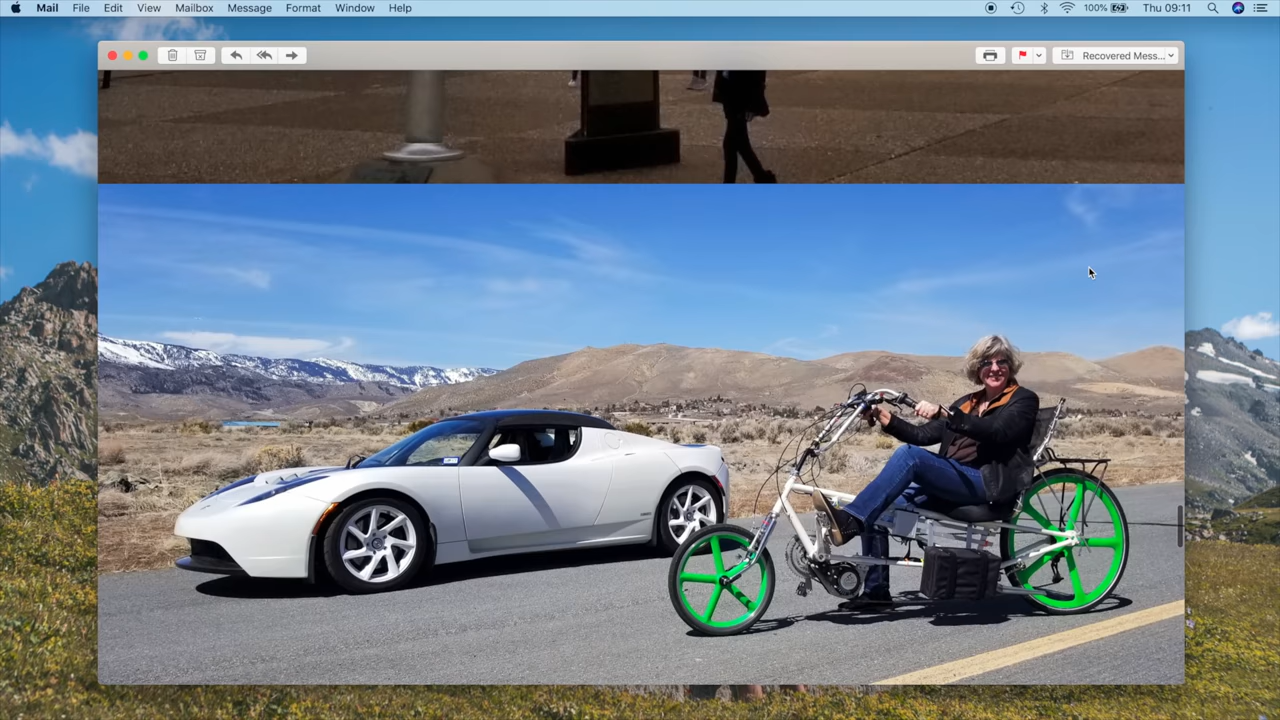 Mail File Edit View Mailbox Message Format Window Help 100% Thu 09:11
Recovered Mess...